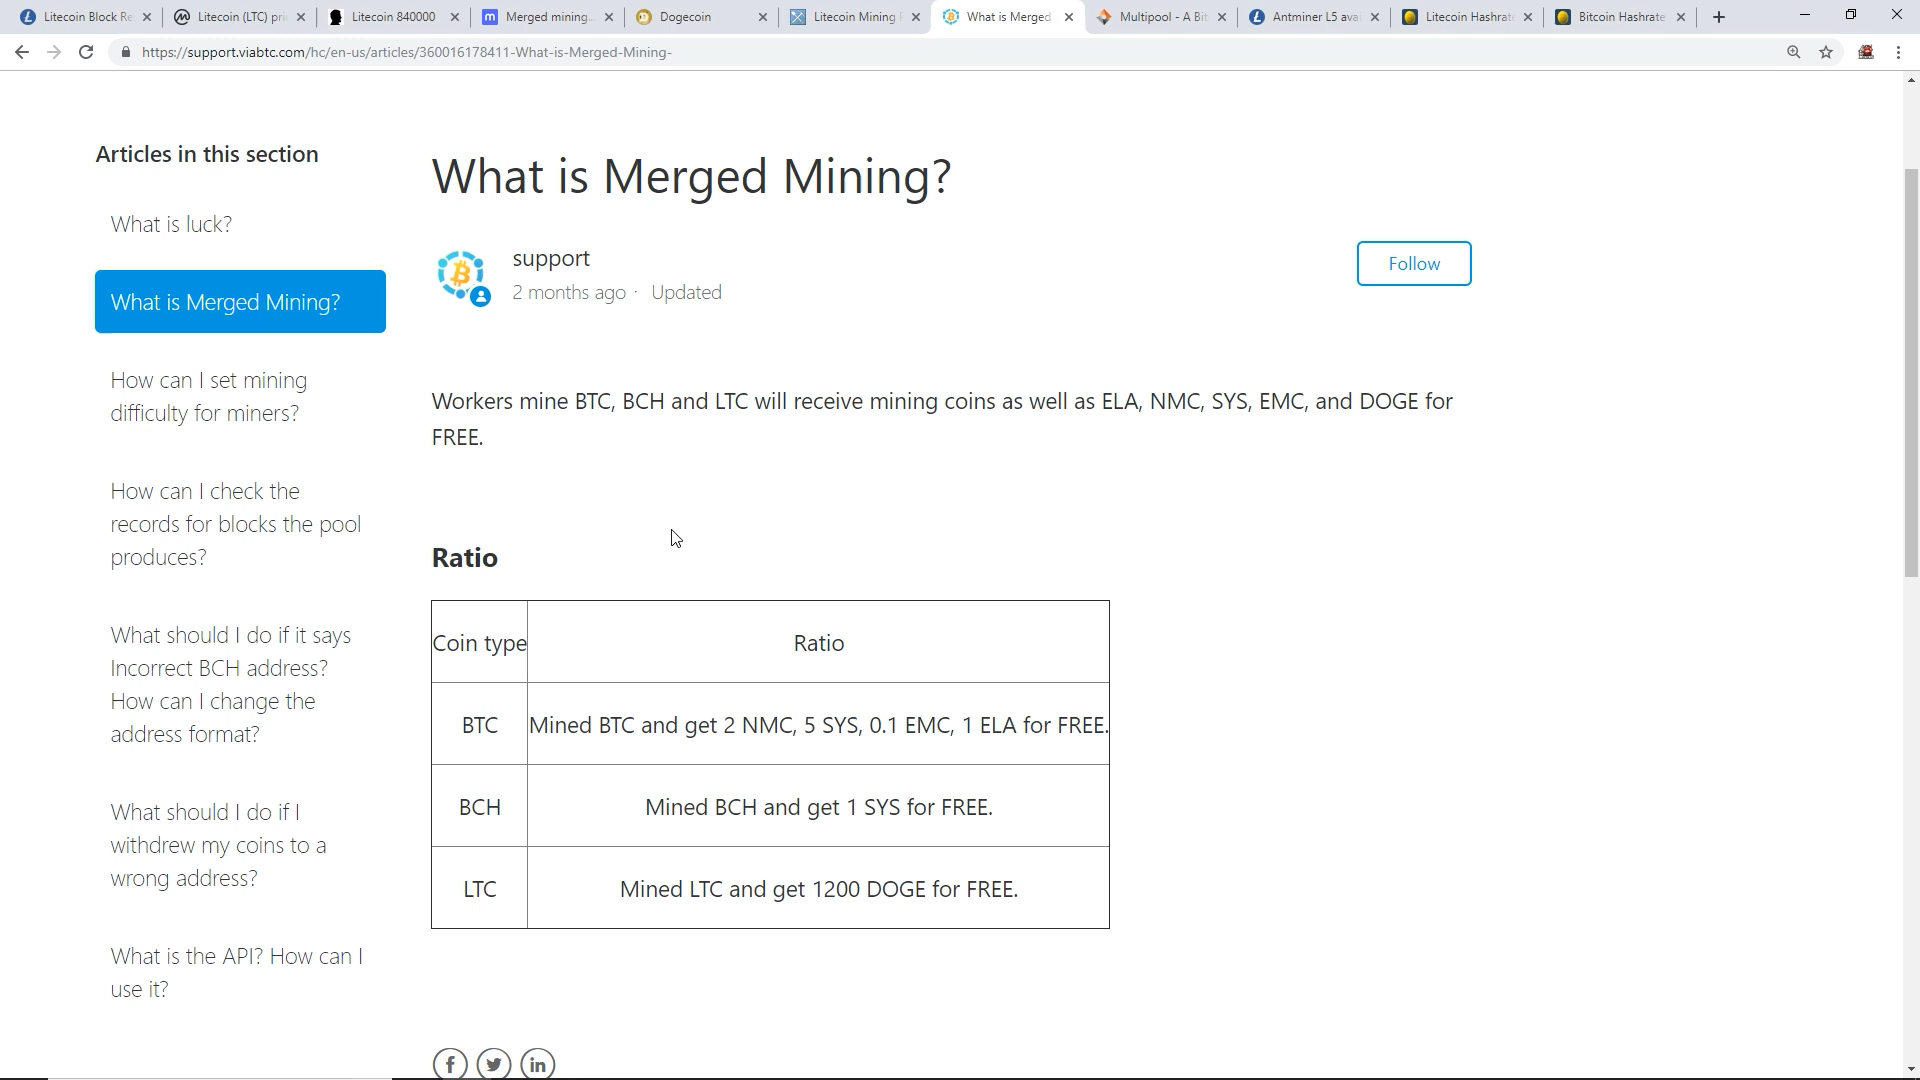 Litecoin Block Re
Litecoin (LTC) pri
Litecoin 840000
Merged mining
Dogecoin
Litecoin Mining
What is Merged
Multipool - A Bit
Antminer L5 ava
Litecoin Hashrat
Bitcoin Hashrate
https://support.viabtc.com/hc/en-us/articles/360016178411-What-is-Merged-Mining-
Articles in this section
What is luck?
What is Merged Mining?
How can I set mining
difficulty for miners?
How can I check the
records for blocks the pool
produces?
What should I do if it says
Incorrect BCH address?
How can I change the
address format?
What should I do if I
withdrew my coins to a
wrong address?
What is the API? How can I
use it?
What is Merged Mining?
support
2 months ago · Updated
Follow
Workers mine BTC, BCH and LTC will receive mining coins as well as ELA, NMC, SYS, EMC, and DOGE for
FREE.
Ratio
Coin type Ratio
BTC Mined BTC and get 2 NMC, 5 SYS, 0.1 EMC, 1 ELA for FREE.
BCH Mined BCH and get 1 SYS for FREE.
LTC Mined LTC and get 1200 DOGE for FREE.